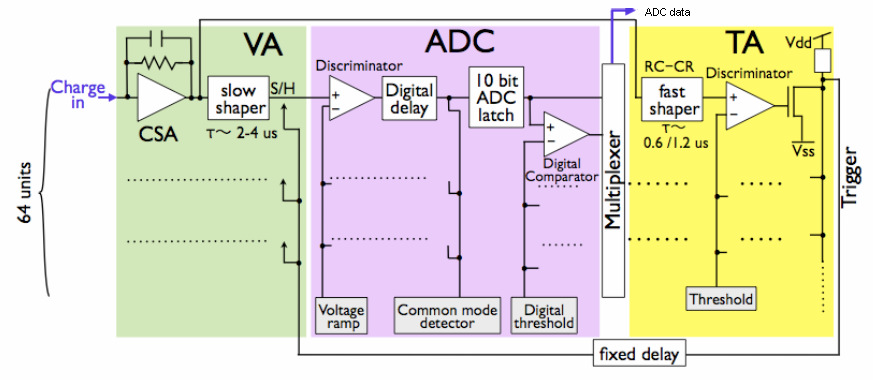 ADC data
VA
ADC
TA
Vdd
Charge
in
CSA
slow
shaper
S/H
τ～ 2-4 us
Discriminator
+
−
Digital
delay
10 bit
ADC
latch
+
−
Digital
Comparator
Multiplexer
RC−CR
fast
shaper
τ～
0.6 /1.2 us
Discriminator
+
−
Vss
Trigger
64 units
Voltage
ramp
Common mode
detector
Digital
threshold
Threshold
fixed delay